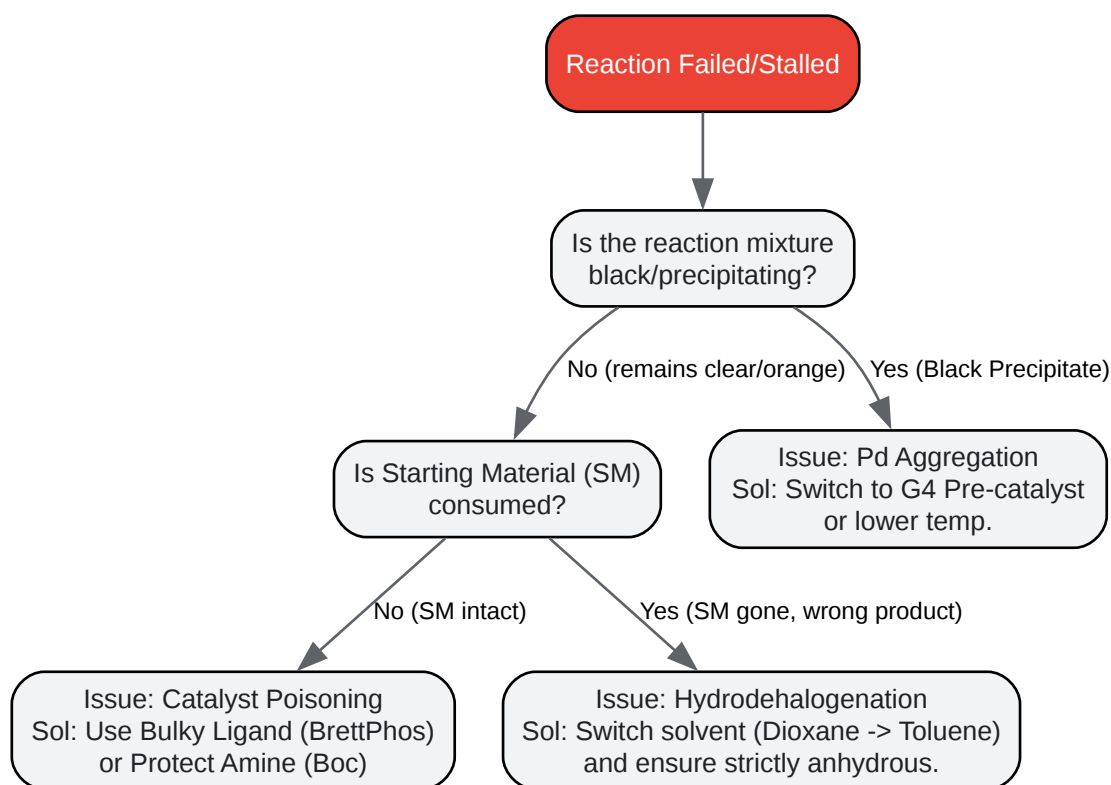 Reaction Failed/Stalled
Is the reaction mixture
black/precipitating?
No (remains clear/orange)
Yes (Black Precipitate)
Is Starting Material (SM)
consumed?
Issue: Pd Aggregation
Sol: Switch to G4 Pre-catalyst
or lower temp.
No (SM intact)
Yes (SM gone, wrong product)
Issue: Catalyst Poisoning
Sol: Use Bulky Ligand (BrettPhos)
or Protect Amine (Boc)
Issue: Hydrodehalogenation
Sol: Switch solvent (Dioxane -> Toluene)
and ensure strictly anhydrous.